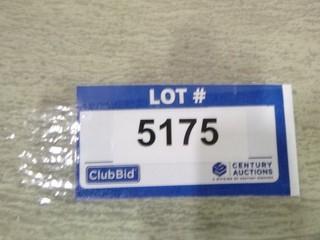 LOT #
5175
ClubBid
CENTURY
AUCTIONS